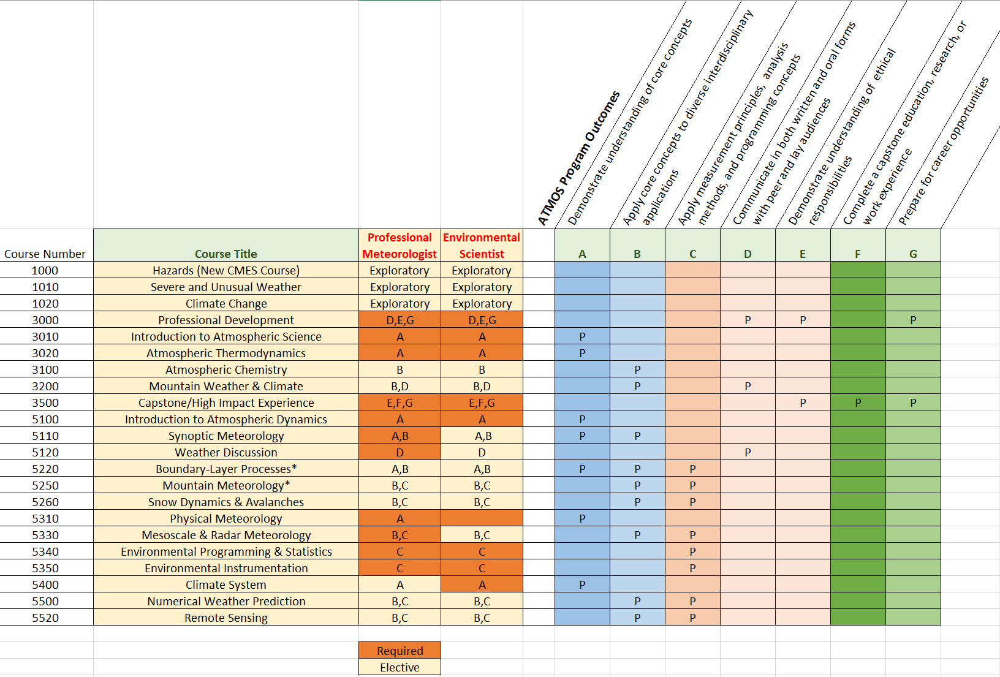 ATMOS Program Outcomes
Demonstrate understanding of core concepts
Apply core concepts to diverse interdisciplinary
applications
Apply measurement principles, analysis
methods, and programming concepts
Communicate in both written and oral forms
with peer and lay audiences
Demonstrate understanding of ethical
responsibilities
Complete a capstone education, research, or
work experience
Prepare for career opportunities
Professional Environmental
Course Number Course Title Meteorologist Scientist A B C D E F G
1000 Hazards (New CMES Course) Exploratory Exploratory
1010 Severe and Unusual Weather Exploratory Exploratory
1020 Climate Change Exploratory Exploratory
3000 Professional Development D,E,G D,E,G P P P
3010 Introduction to Atmospheric Science A A P
3020 Atmospheric Thermodynamics A A P
3100 Atmospheric Chemistry B B P
3200 Mountain Weather & Climate B,D B,D P P
3500 Capstone/High Impact Experience E,F,G E,F,G P P P
5100 Introduction to Atmospheric Dynamics A A P
5110 Synoptic Meteorology A,B A,B P P
5120 Weather Discussion D D P
5220 Boundary-Layer Processes* A,B A,B P P P
5250 Mountain Meteorology* B,C B,C P P
5260 Snow Dynamics & Avalanches B,C B,C P P
5310 Physical Meteorology A P
5330 Mesoscale & Radar Meteorology B,C B,C P P
5340 Environmental Programming & Statistics C C P
5350 Environmental Instrumentation C C P
5400 Climate System A A P
5500 Numerical Weather Prediction B,C B,C P P
5520 Remote Sensing B,C B,C P P
Required
Elective